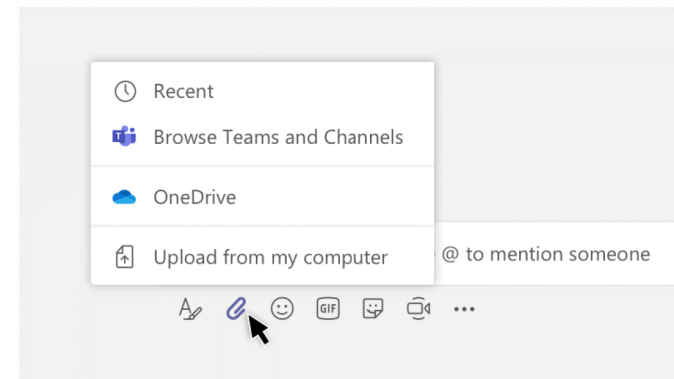 Recent
Browse Teams and Channels
OneDrive
Upload from my computer
@ to mention someone
GIF